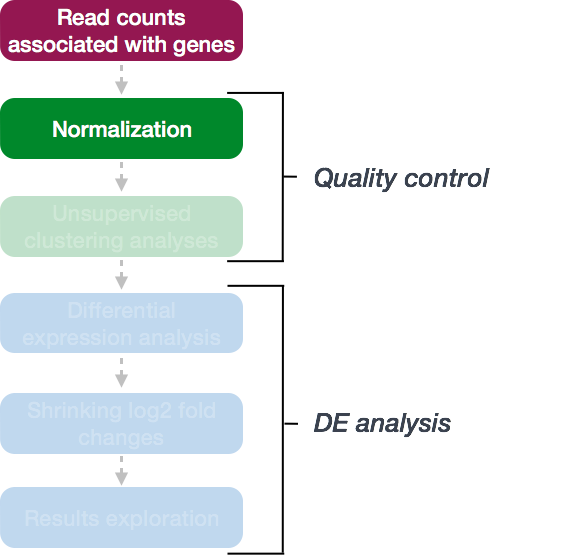 Read counts
associated with genes
Normalization
Quality control
Unsupervised
clustering analyses
Differential
expression analysis
Shrinking log2 fold
changes
DE analysis
Results exploration